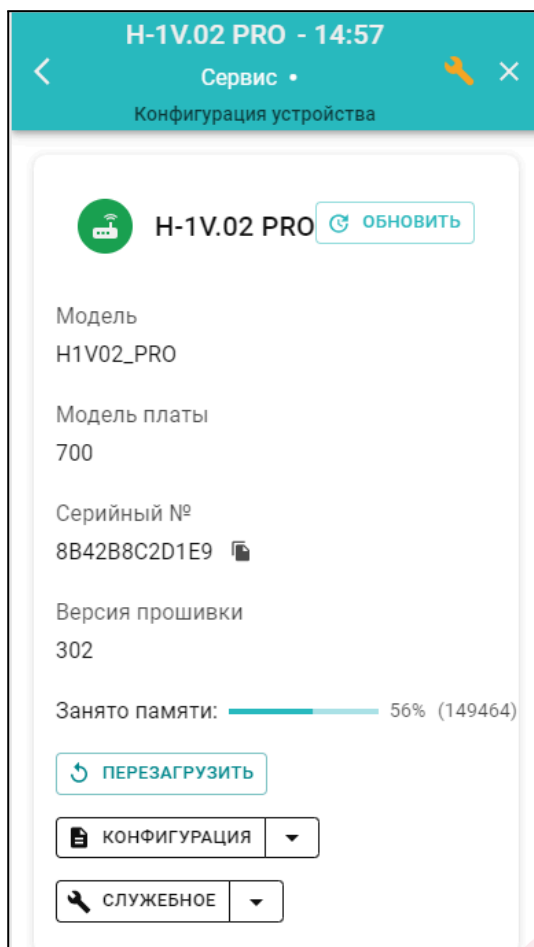 H-1V.02 PRO - 14:57
Сервис •
Конфигурация устройства
H-1V.02 PRO
ОБНОВИТЬ
Модель
H1V02_PRO
Модель платы
700
Серийный №
8B42B8C2D1E9
Версия прошивки
302
Занято памяти: 56% (149464)
ПЕРЕЗАГРУЗИТЬ
КОНФИГУРАЦИЯ
СЛУЖЕБНОЕ